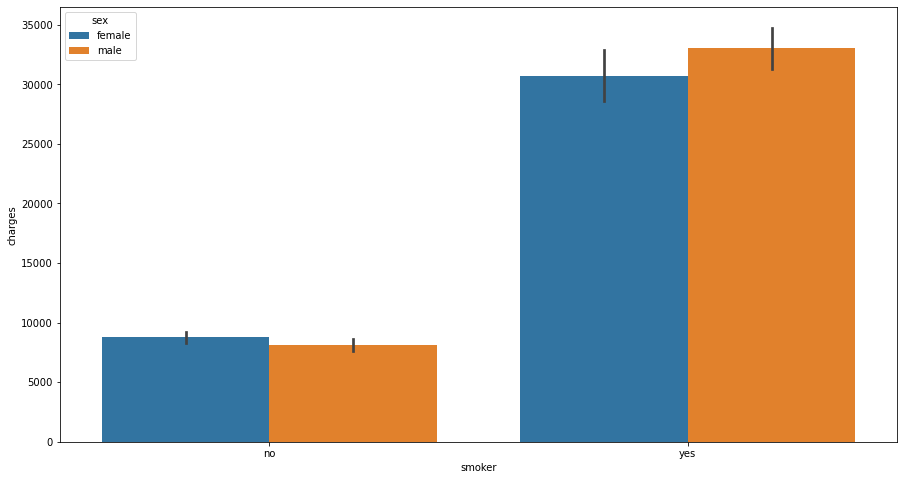 sex
female
male
35000
30000
25000
20000
15000
10000
5000
0
charges
no
yes
smoker